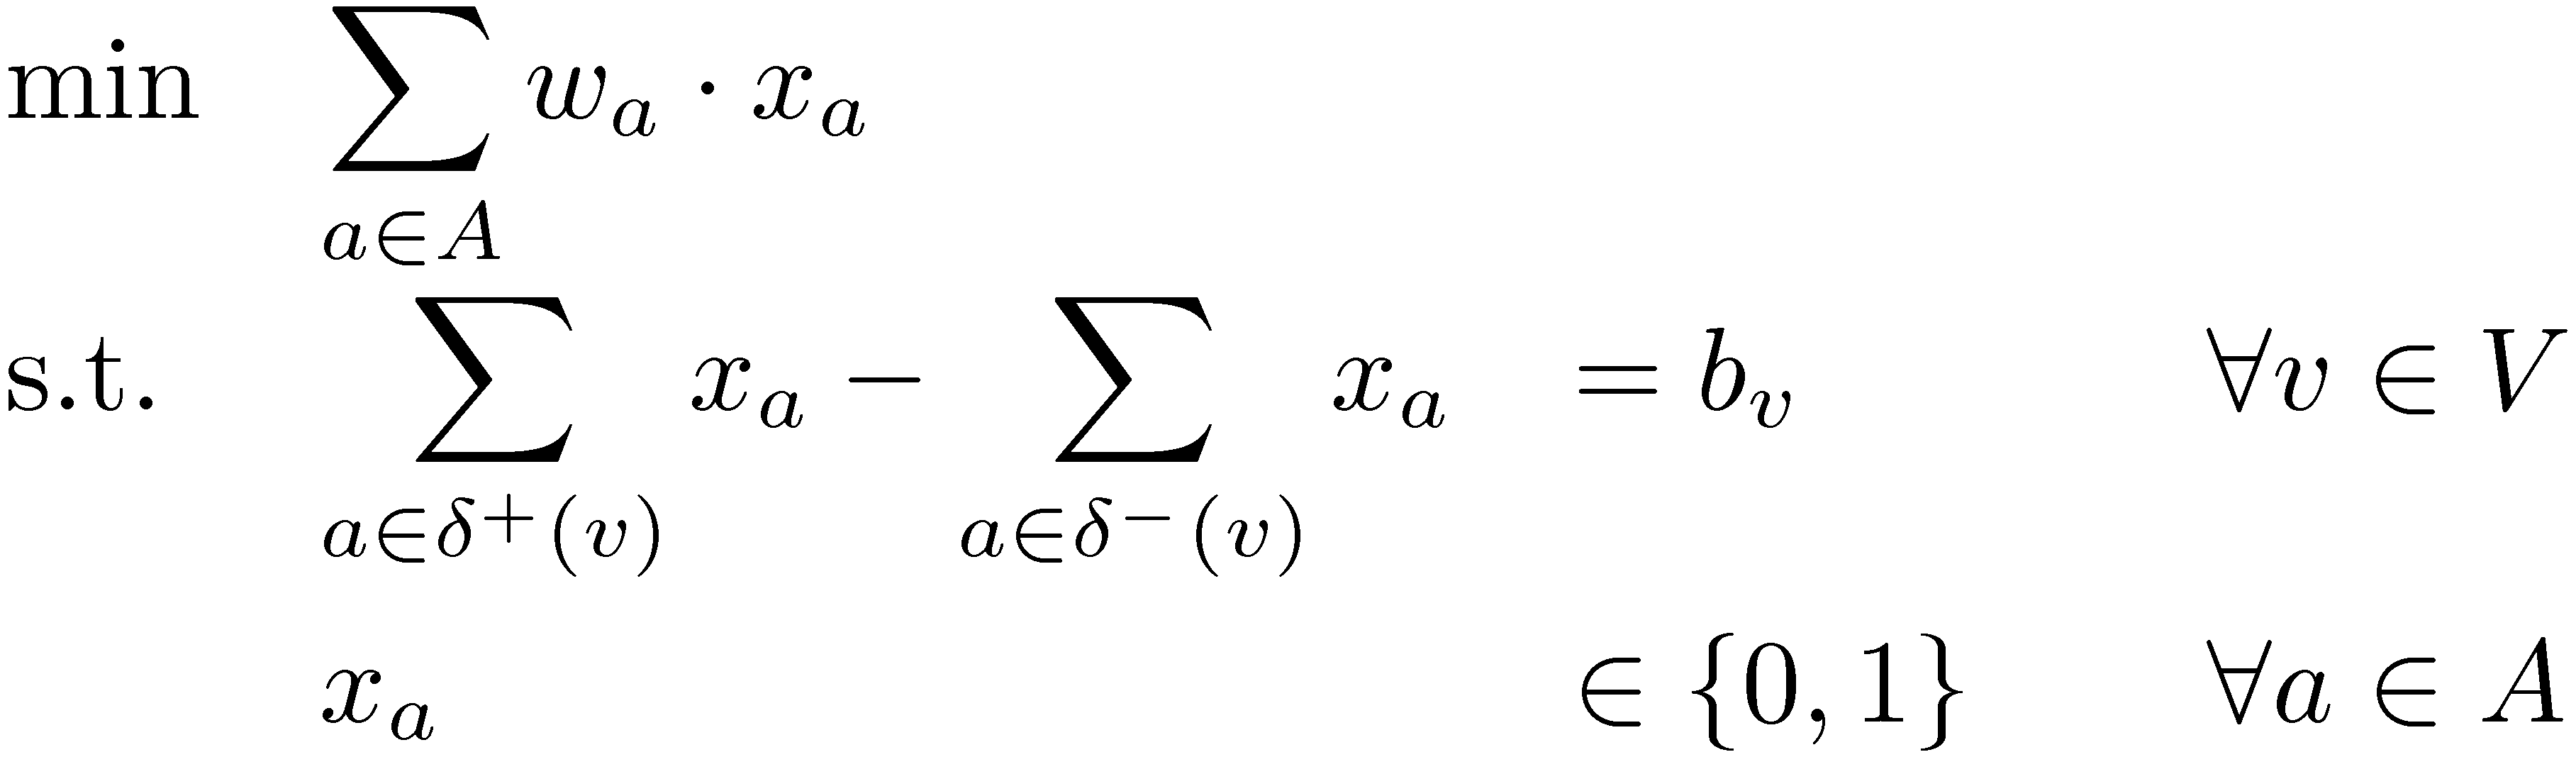 min ∑_{a∈A} w_a · x_a
s.t. ∑_{a∈δ⁺(v)} x_a − ∑_{a∈δ⁻(v)} x_a = b_v ∀v ∈ V
x_a ∈ {0, 1} ∀a ∈ A